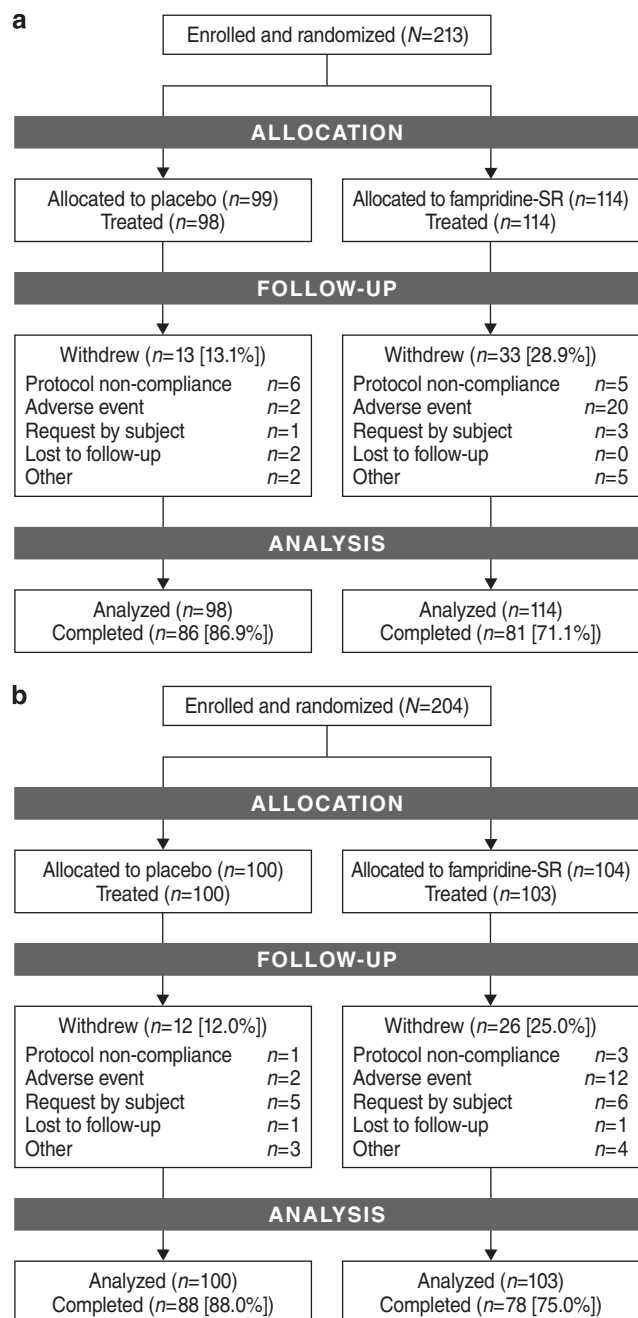 a
Enrolled and randomized (N=213)
ALLOCATION
Allocated to placebo (n=99)
Treated (n=98)
Allocated to fampridine-SR (n=114)
Treated (n=114)
FOLLOW-UP
Withdrew (n=13 [13.1%])
Protocol non-compliance n=6
Adverse event n=2
Request by subject n=1
Lost to follow-up n=2
Other n=2
Withdrew (n=33 [28.9%])
Protocol non-compliance n=5
Adverse event n=20
Request by subject n=3
Lost to follow-up n=0
Other n=5
ANALYSIS
Analyzed (n=98)
Completed (n=86 [86.9%])
Analyzed (n=114)
Completed (n=81 [71.1%])
b
Enrolled and randomized (N=204)
ALLOCATION
Allocated to placebo (n=100)
Treated (n=100)
Allocated to fampridine-SR (n=104)
Treated (n=103)
FOLLOW-UP
Withdrew (n=12 [12.0%])
Protocol non-compliance n=1
Adverse event n=2
Request by subject n=5
Lost to follow-up n=1
Other n=3
Withdrew (n=26 [25.0%])
Protocol non-compliance n=3
Adverse event n=12
Request by subject n=6
Lost to follow-up n=1
Other n=4
ANALYSIS
Analyzed (n=100)
Completed (n=88 [88.0%])
Analyzed (n=103)
Completed (n=78 [75.0%])